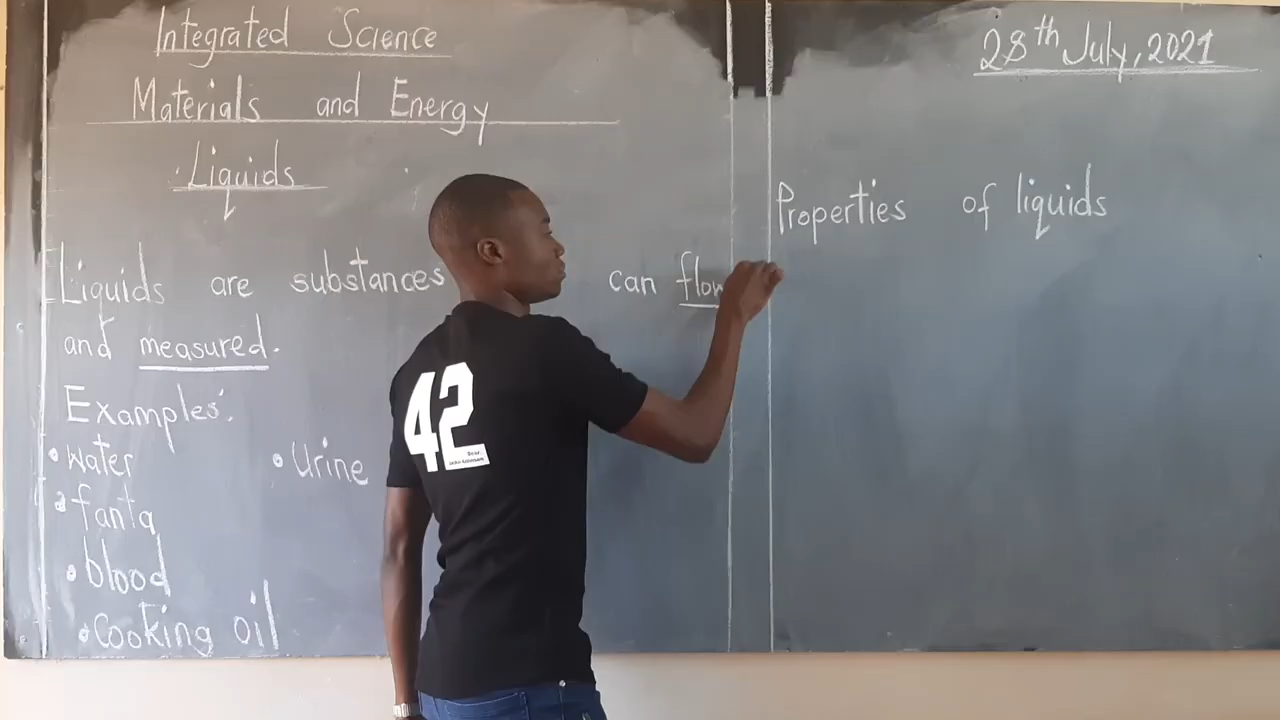 Integrated Science
Materials and Energy
Liquids
Liquids are substances can flow
and measured.
Examples:
• Water
• Urine
• fanta
• blood
• Cooking oil
28th July, 2021
Properties of liquids
42